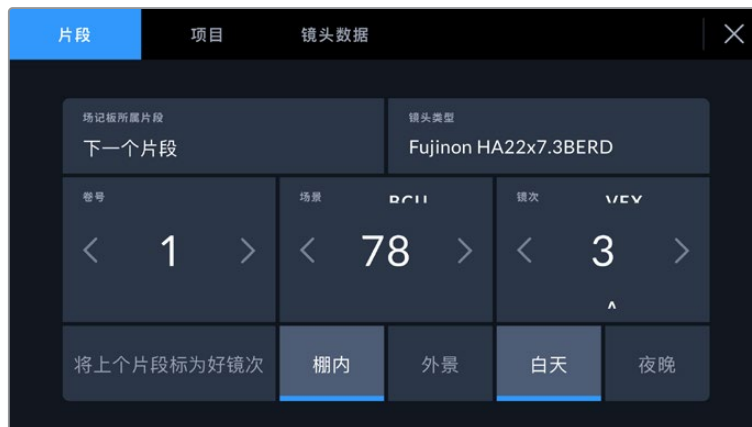 片段 项目 镜头数据
场记板所属片段 镜头类型
下一个片段 Fujinon HA22x7.3BERD
卷号 场景 镜次
1 78 3
将上个片段标为好镜次 棚内 外景 白天 夜晚